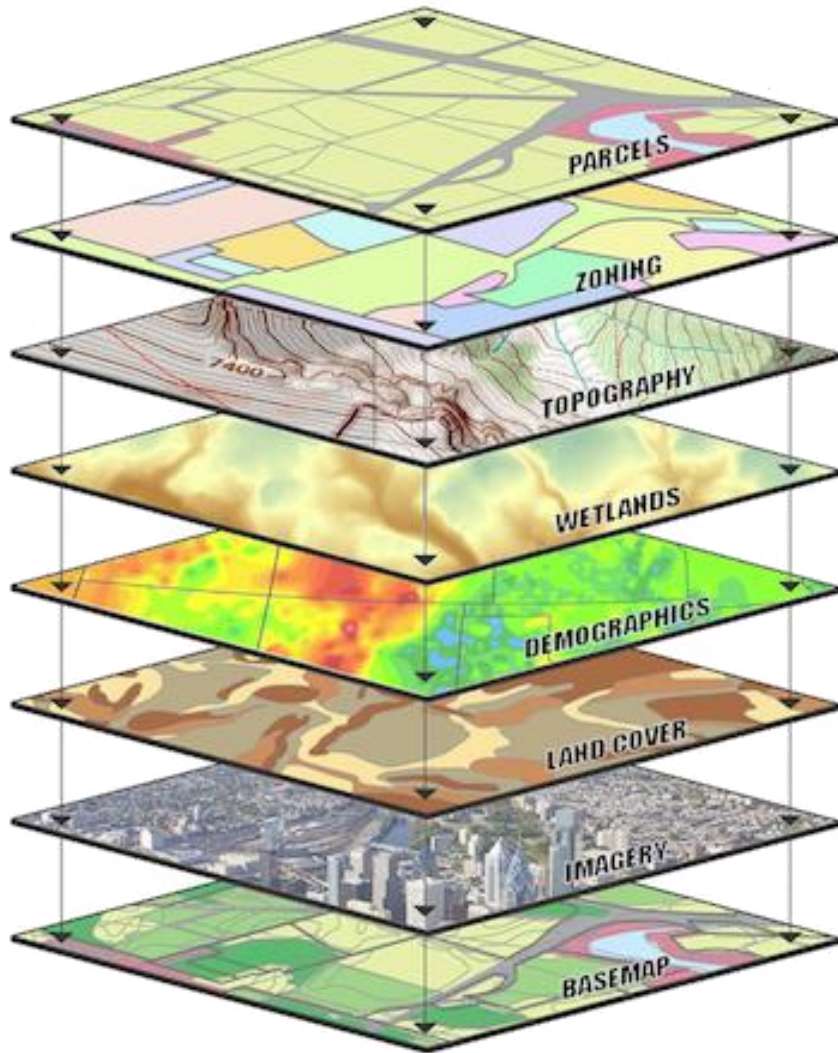 PARCELS
ZONING
7400
TOPOGRAPHY
WETLANDS
DEMOGRAPHICS
LAND COVER
IMAGERY
BASEMAP